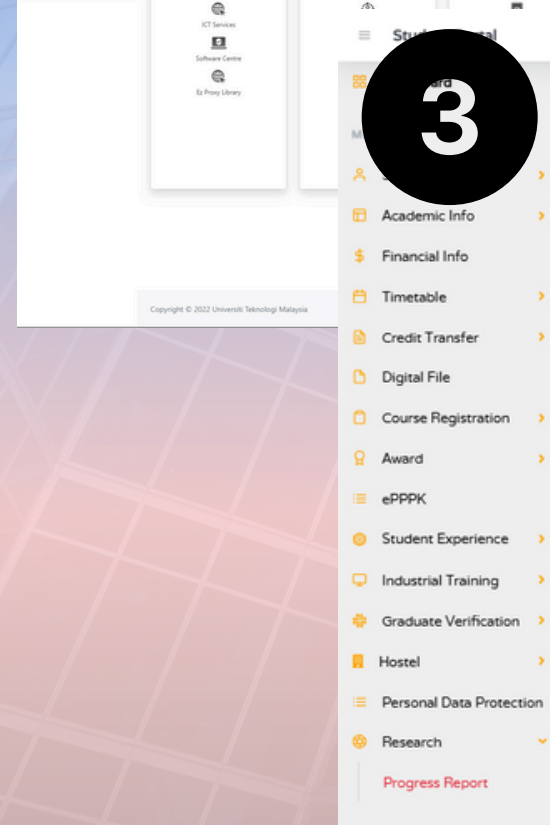 ICT Services
Software Centre
Ez Proxy Library
Copyright © 2022 Universiti Teknologi Malaysia
3
Academic Info
Financial Info
Timetable
Credit Transfer
Digital File
Course Registration
Award
ePPPK
Student Experience
Industrial Training
Graduate Verification
Hostel
Personal Data Protection
Research
Progress Report